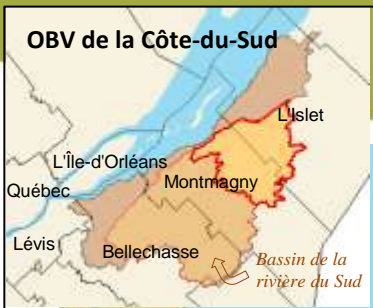 OBV de la Côte-du-Sud
L'Islet
L'Île-d'Orléans
Québec
Montmagny
Lévis
Bellechasse
Bassin de la
rivière du Sud